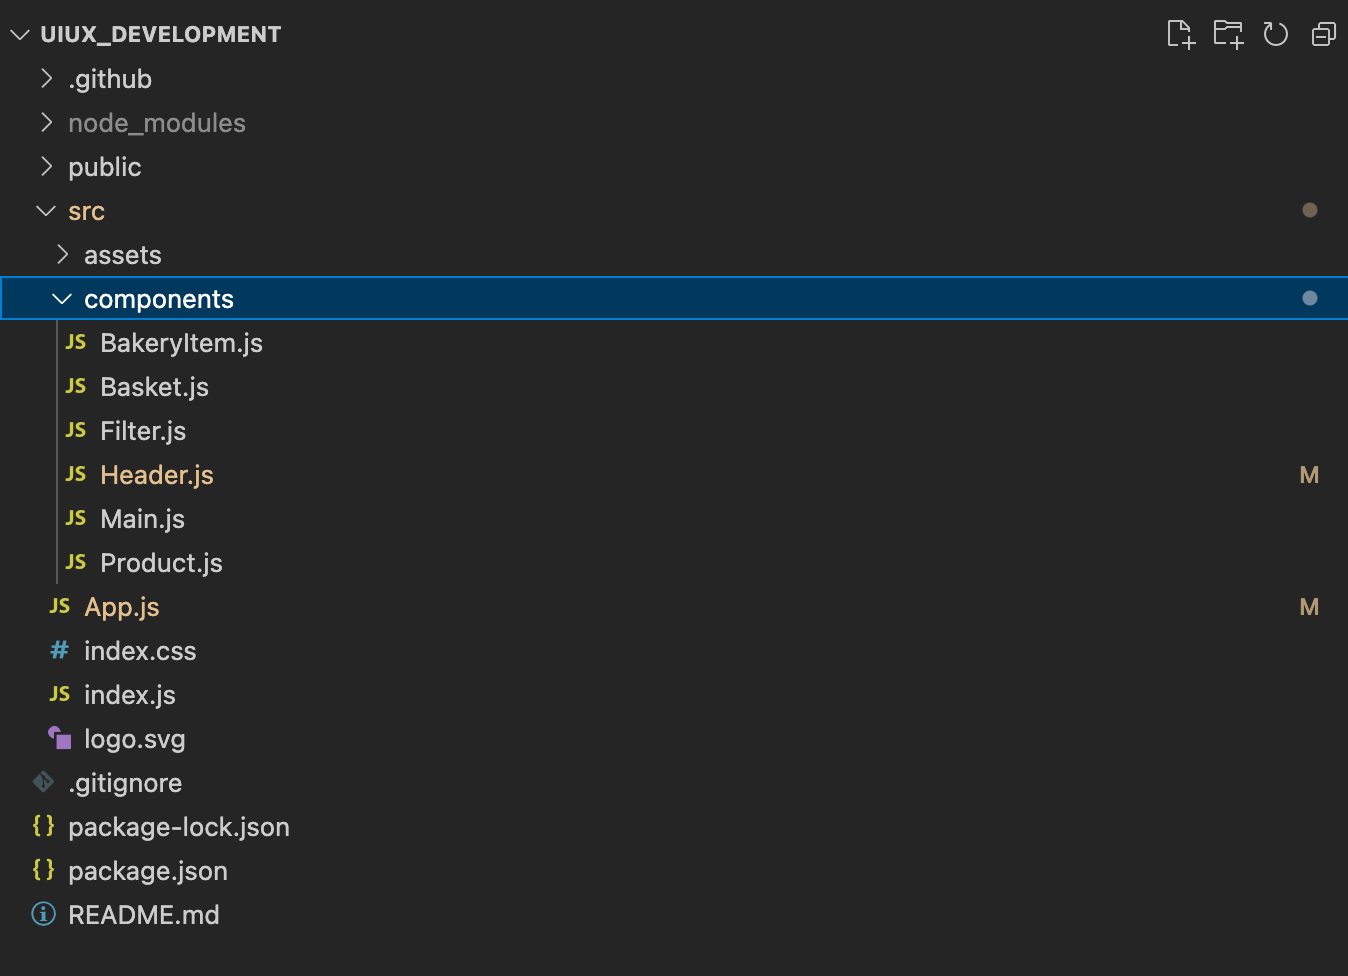 UIUX_DEVELOPMENT
.github
node_modules
public
src
assets
components
JS BakeryItem.js
JS Basket.js
JS Filter.js
JS Header.js M
JS Main.js
JS Product.js
JS App.js M
# index.css
JS index.js
logo.svg
.gitignore
{} package-lock.json
{} package.json
README.md